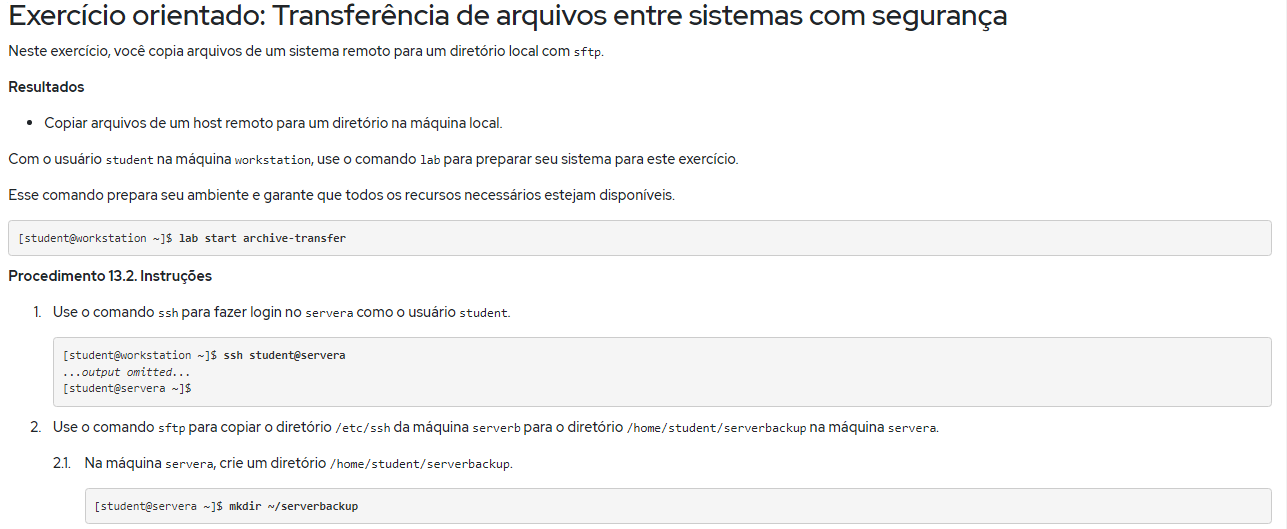 Exercício orientado: Transferência de arquivos entre sistemas com segurança
Neste exercício, você copia arquivos de um sistema remoto para um diretório local com sftp.
Resultados
• Copiar arquivos de um host remoto para um diretório na máquina local.
Com o usuário student na máquina workstation, use o comando lab para preparar seu sistema para este exercício.
Esse comando prepara seu ambiente e garante que todos os recursos necessários estejam disponíveis.
[student@workstation ~]$ lab start archive-transfer
Procedimento 13.2. Instruções
1. Use o comando ssh para fazer login no servera como o usuário student.
[student@workstation ~]$ ssh student@servera
...output omitted...
[student@servera ~]$
2. Use o comando sftp para copiar o diretório /etc/ssh da máquina serverb para o diretório /home/student/serverbackup na máquina servera.
2.1. Na máquina servera, crie um diretório /home/student/serverbackup.
[student@servera ~]$ mkdir ~/serverbackup